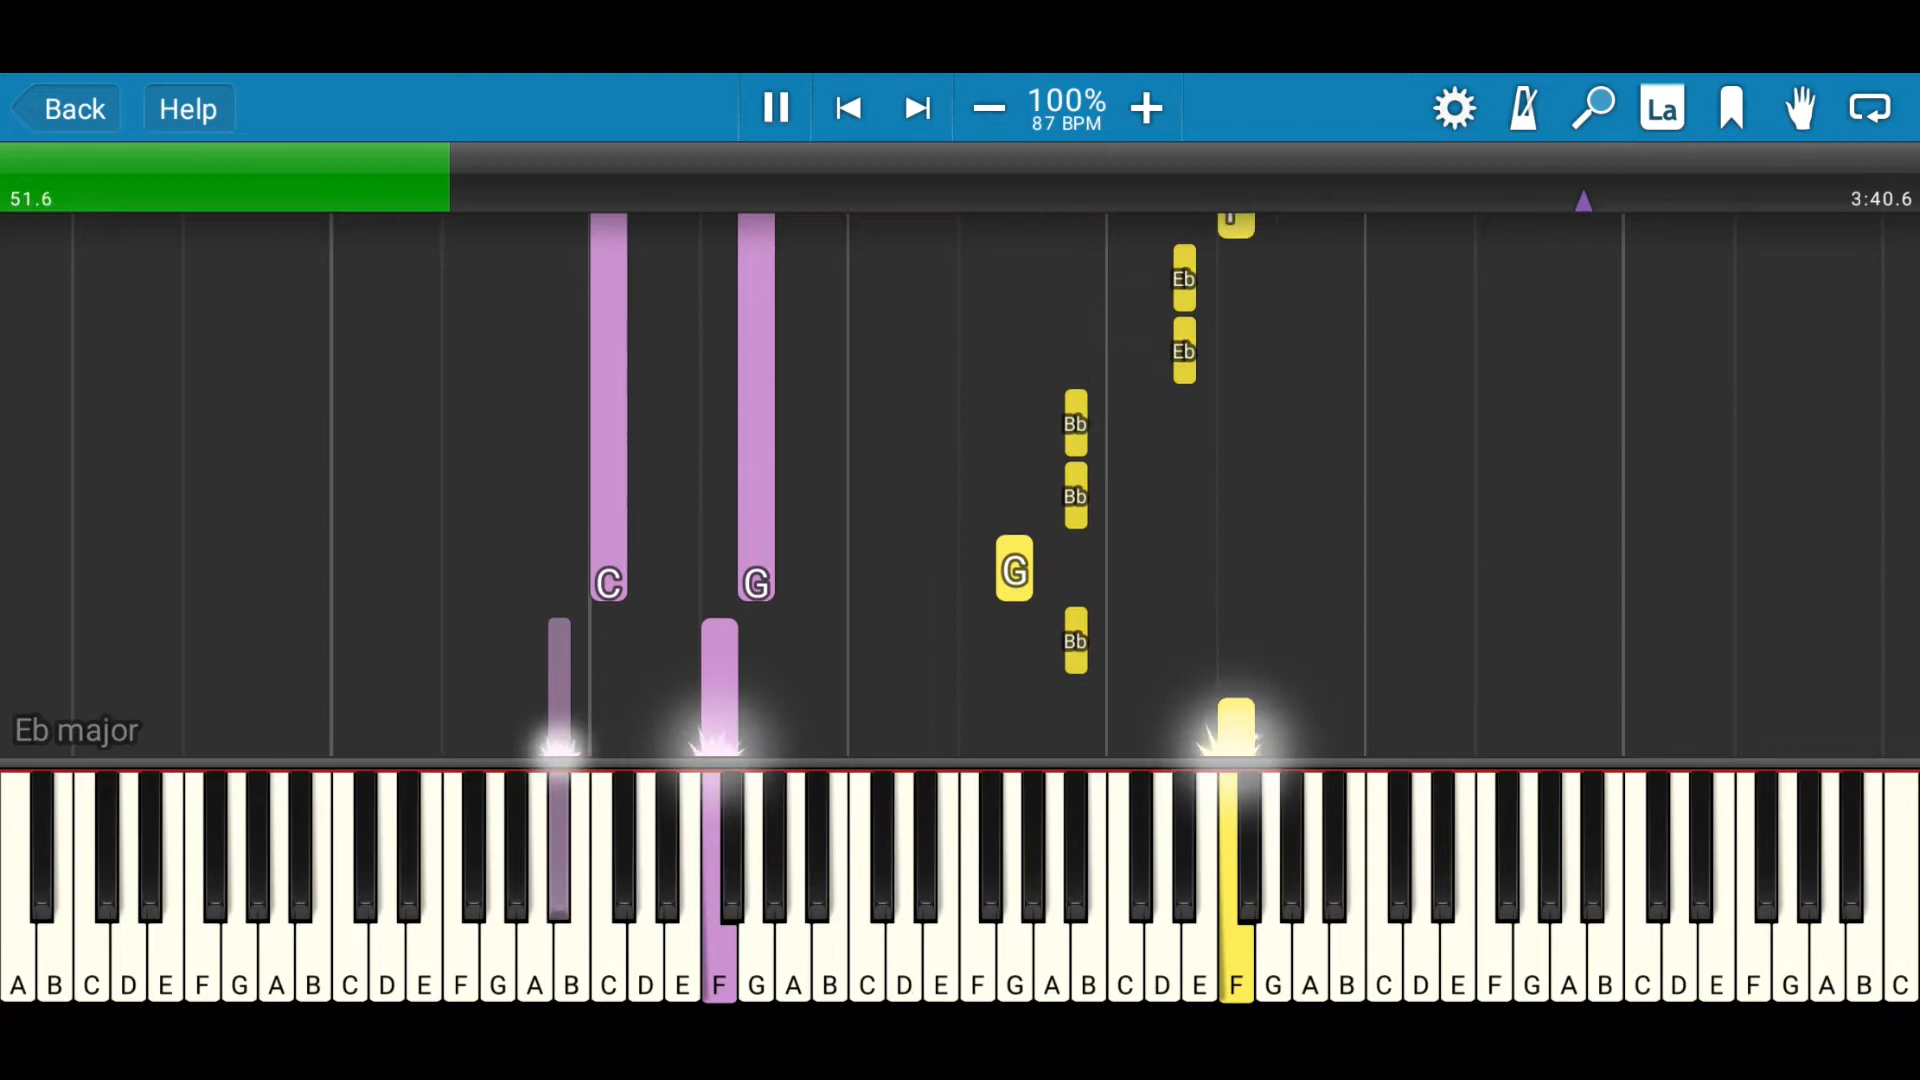 Back Help 100% La
87 BPM
51.6 3:40.6
Eb
Eb
Bb
Bb
C G G
Bb
Eb major
A B C D E F G A B C D E F G A B C D E F G A B C D E F G A B C D E F G A B C D E F G A B C D E F G A B C